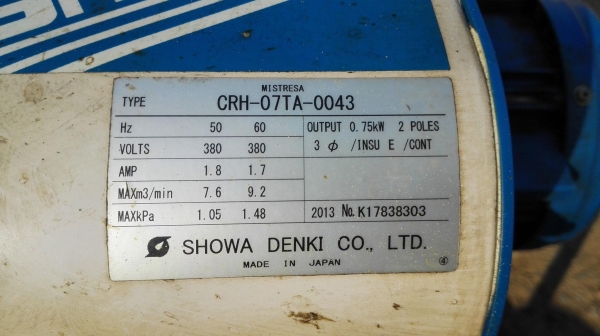 MISTRESA
TYPE CRH-07TA-0043
Hz 50 60 OUTPUT 0.75kW 2 POLES
VOLTS 380 380 3 φ /INSU E /CONT
AMP 1.8 1.7
MAXm3/min 7.6 9.2
MAXkPa 1.05 1.48 2013 No. K17838303
SHOWA DENKI CO., LTD.
MADE IN JAPAN ④